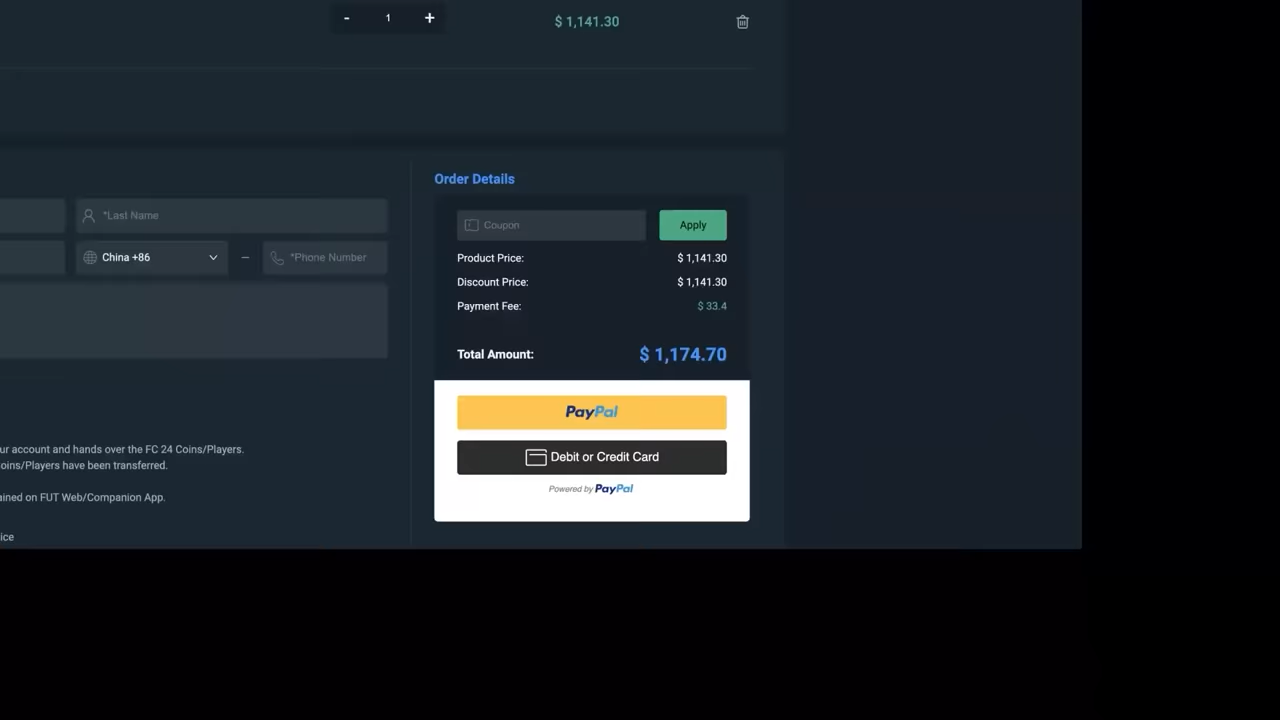 - 1 + $ 1,141.30
Order Details
*Last Name
Coupon Apply
China +86 – *Phone Number
Product Price: $ 1,141.30
Discount Price: $ 1,141.30
Payment Fee: $ 33.4
Total Amount: $ 1,174.70
PayPal
Debit or Credit Card
Powered by PayPal
ur account and hands over the FC 24 Coins/Players.
oins/Players have been transferred.
ained on FUT Web/Companion App.
ice